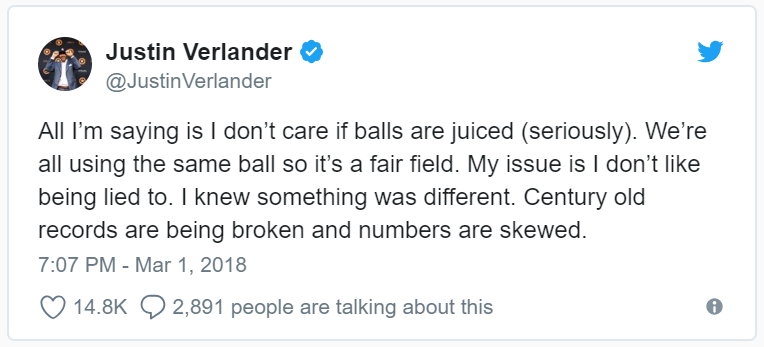 Justin Verlander
@JustinVerlander
All I’m saying is I don’t care if balls are juiced (seriously). We’re
all using the same ball so it’s a fair field. My issue is I don’t like
being lied to. I knew something was different. Century old
records are being broken and numbers are skewed.
7:07 PM - Mar 1, 2018
14.8K 2,891 people are talking about this